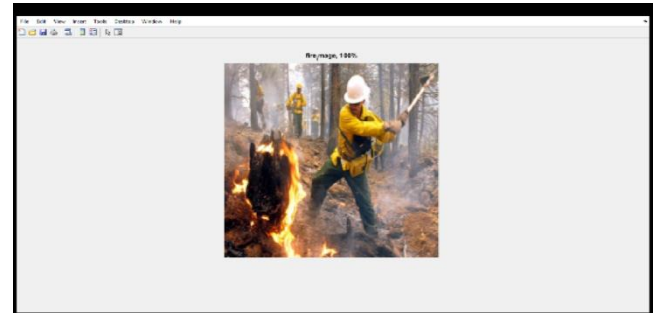 File Edit View Insert Tools Desktop Window Help
fireimage, 100%